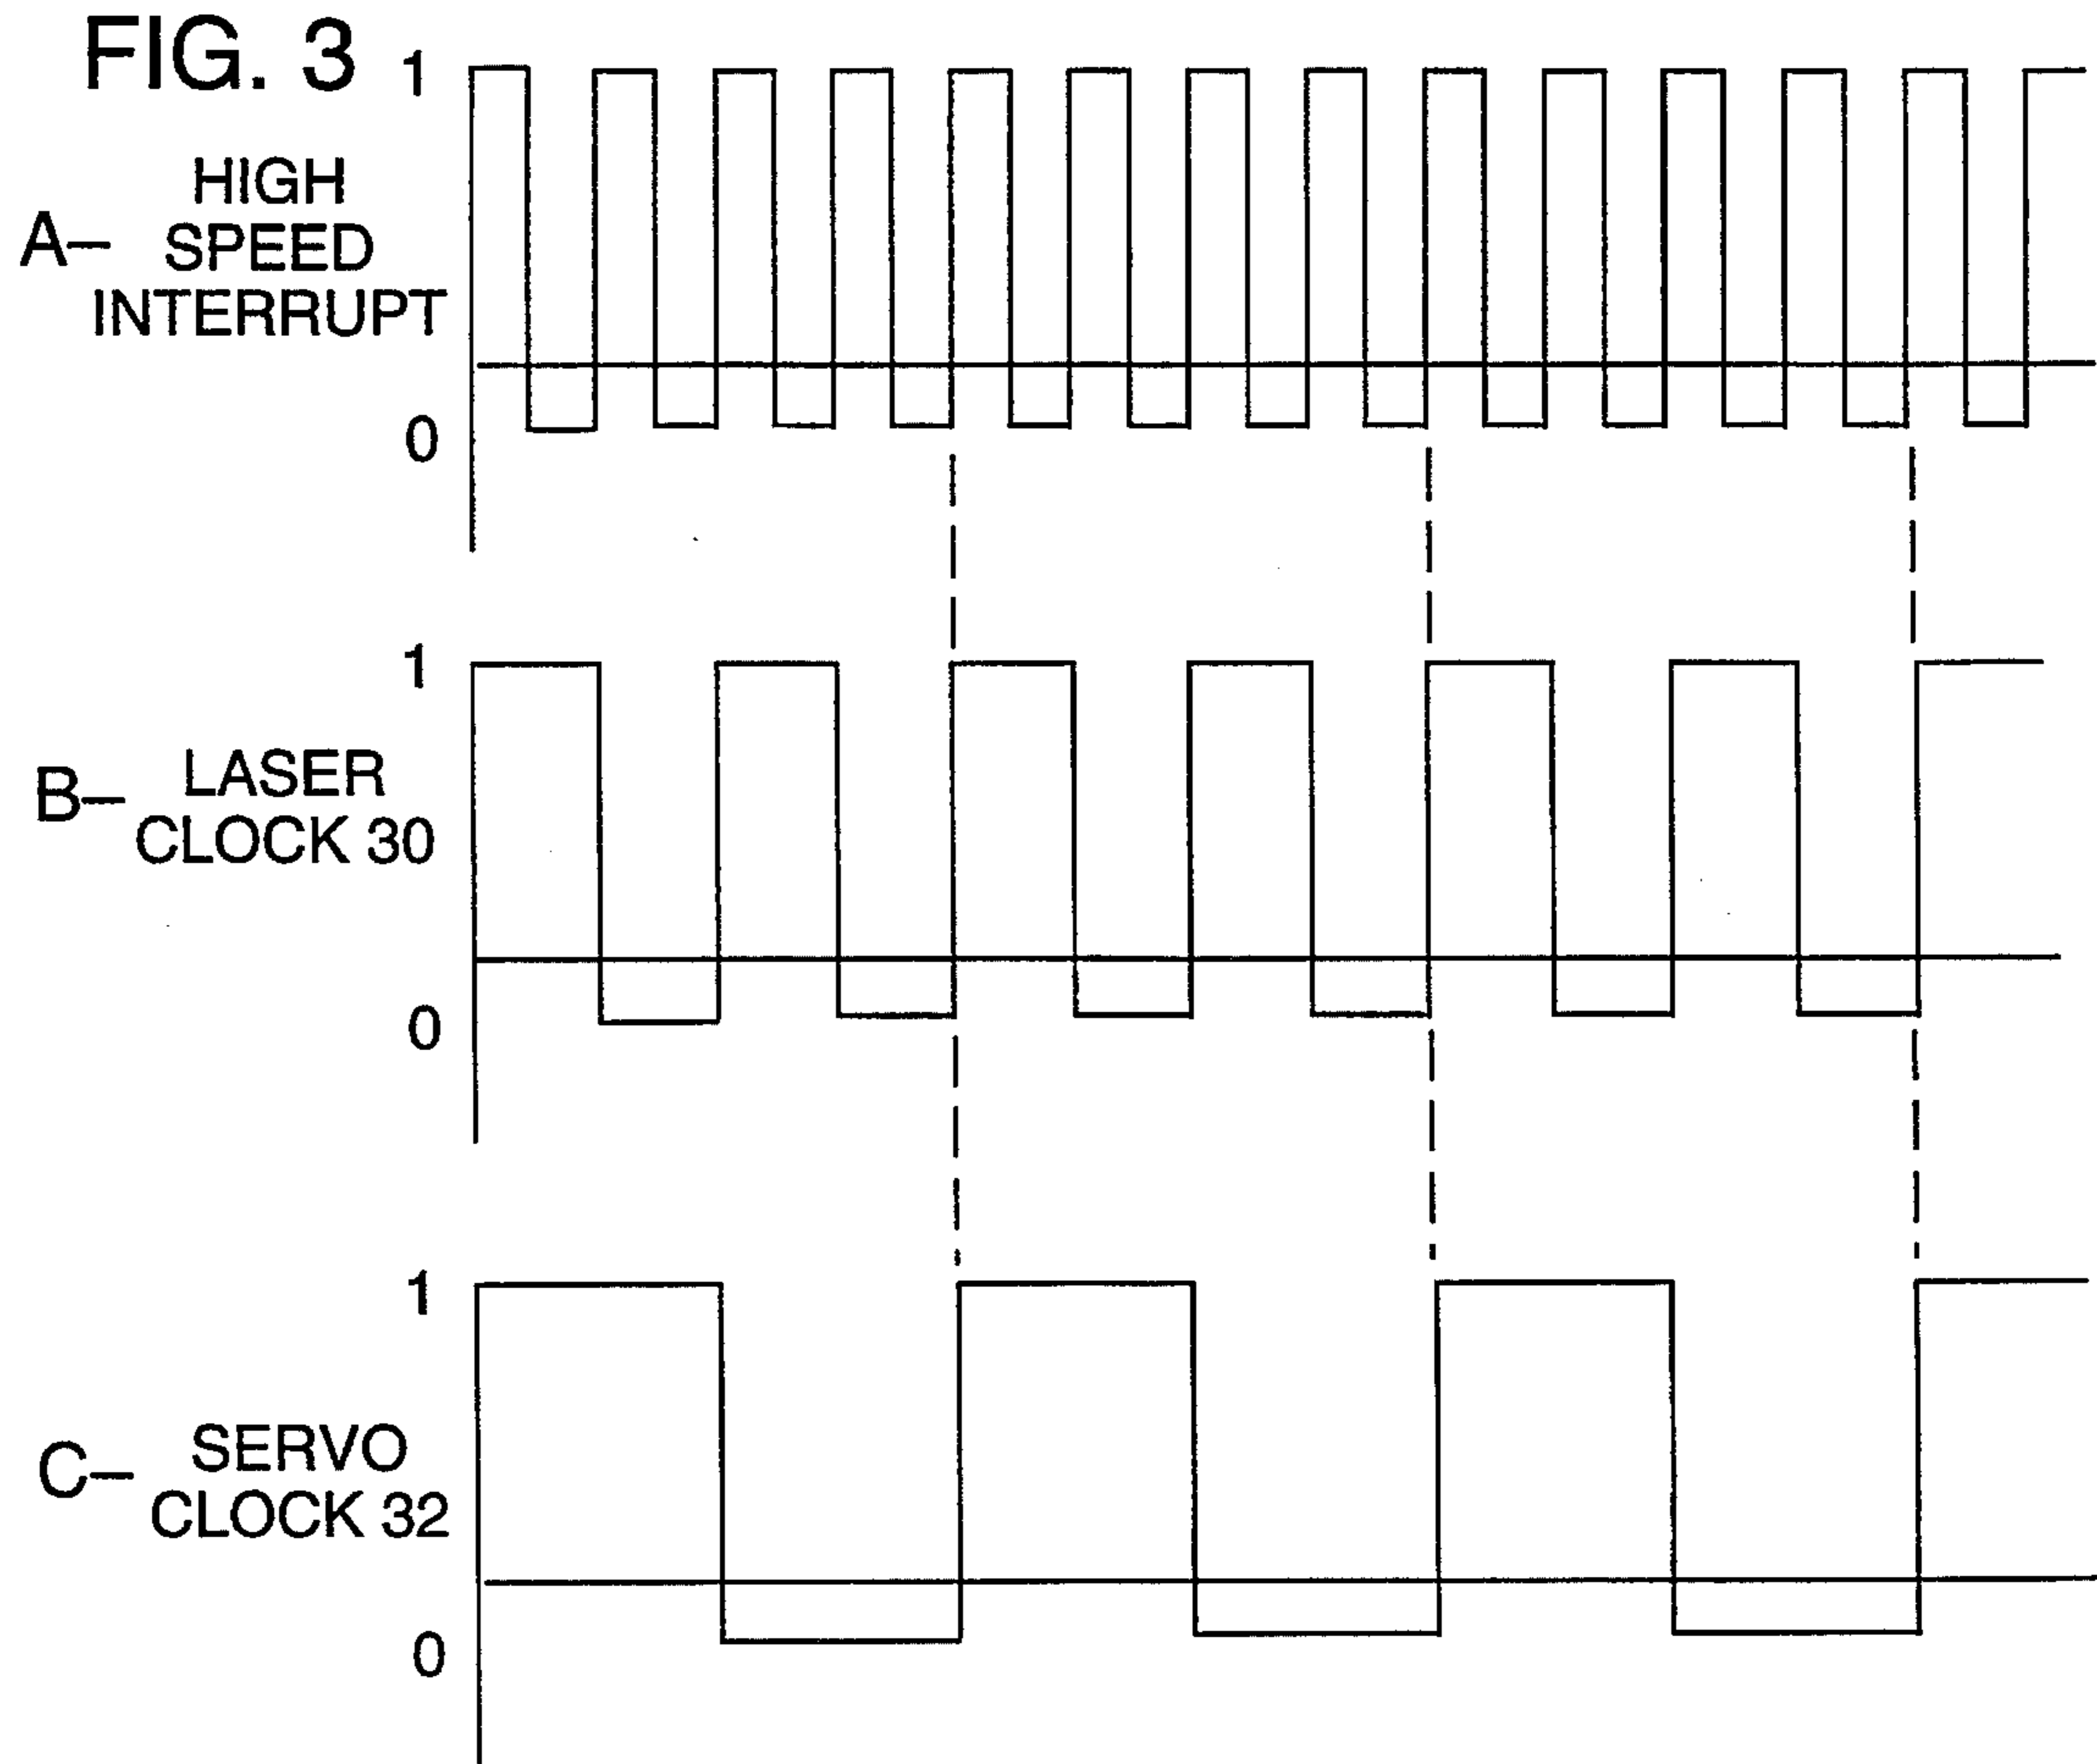 FIG. 3
1
A– HIGH
SPEED
INTERRUPT
0
1
B– LASER
CLOCK 30
0
1
C– SERVO
CLOCK 32
0